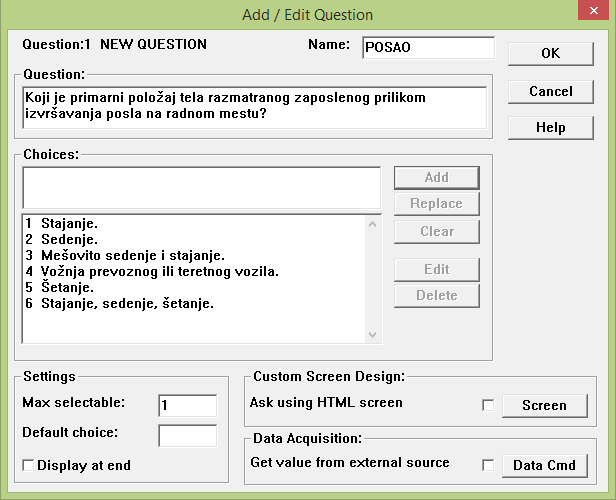 Add / Edit Question
Question:1 NEW QUESTION Name: POSAO
OK
Question:
Koji je primarni položaj tela razmatranog zaposlenog prilikom
izvršavanja posla na radnom mestu?
Cancel
Help
Choices:
Add
Replace
Clear
Edit
Delete
1 Stajanje.
2 Sedenje.
3 Mešovito sedenje i stajanje.
4 Vožnja prevoznog ili teretnog vozila.
5 Šetanje.
6 Stajanje, sedenje, šetanje.
Settings
Max selectable: 1
Default choice:
Display at end
Custom Screen Design:
Ask using HTML screen Screen
Data Acquisition:
Get value from external source Data Cmd